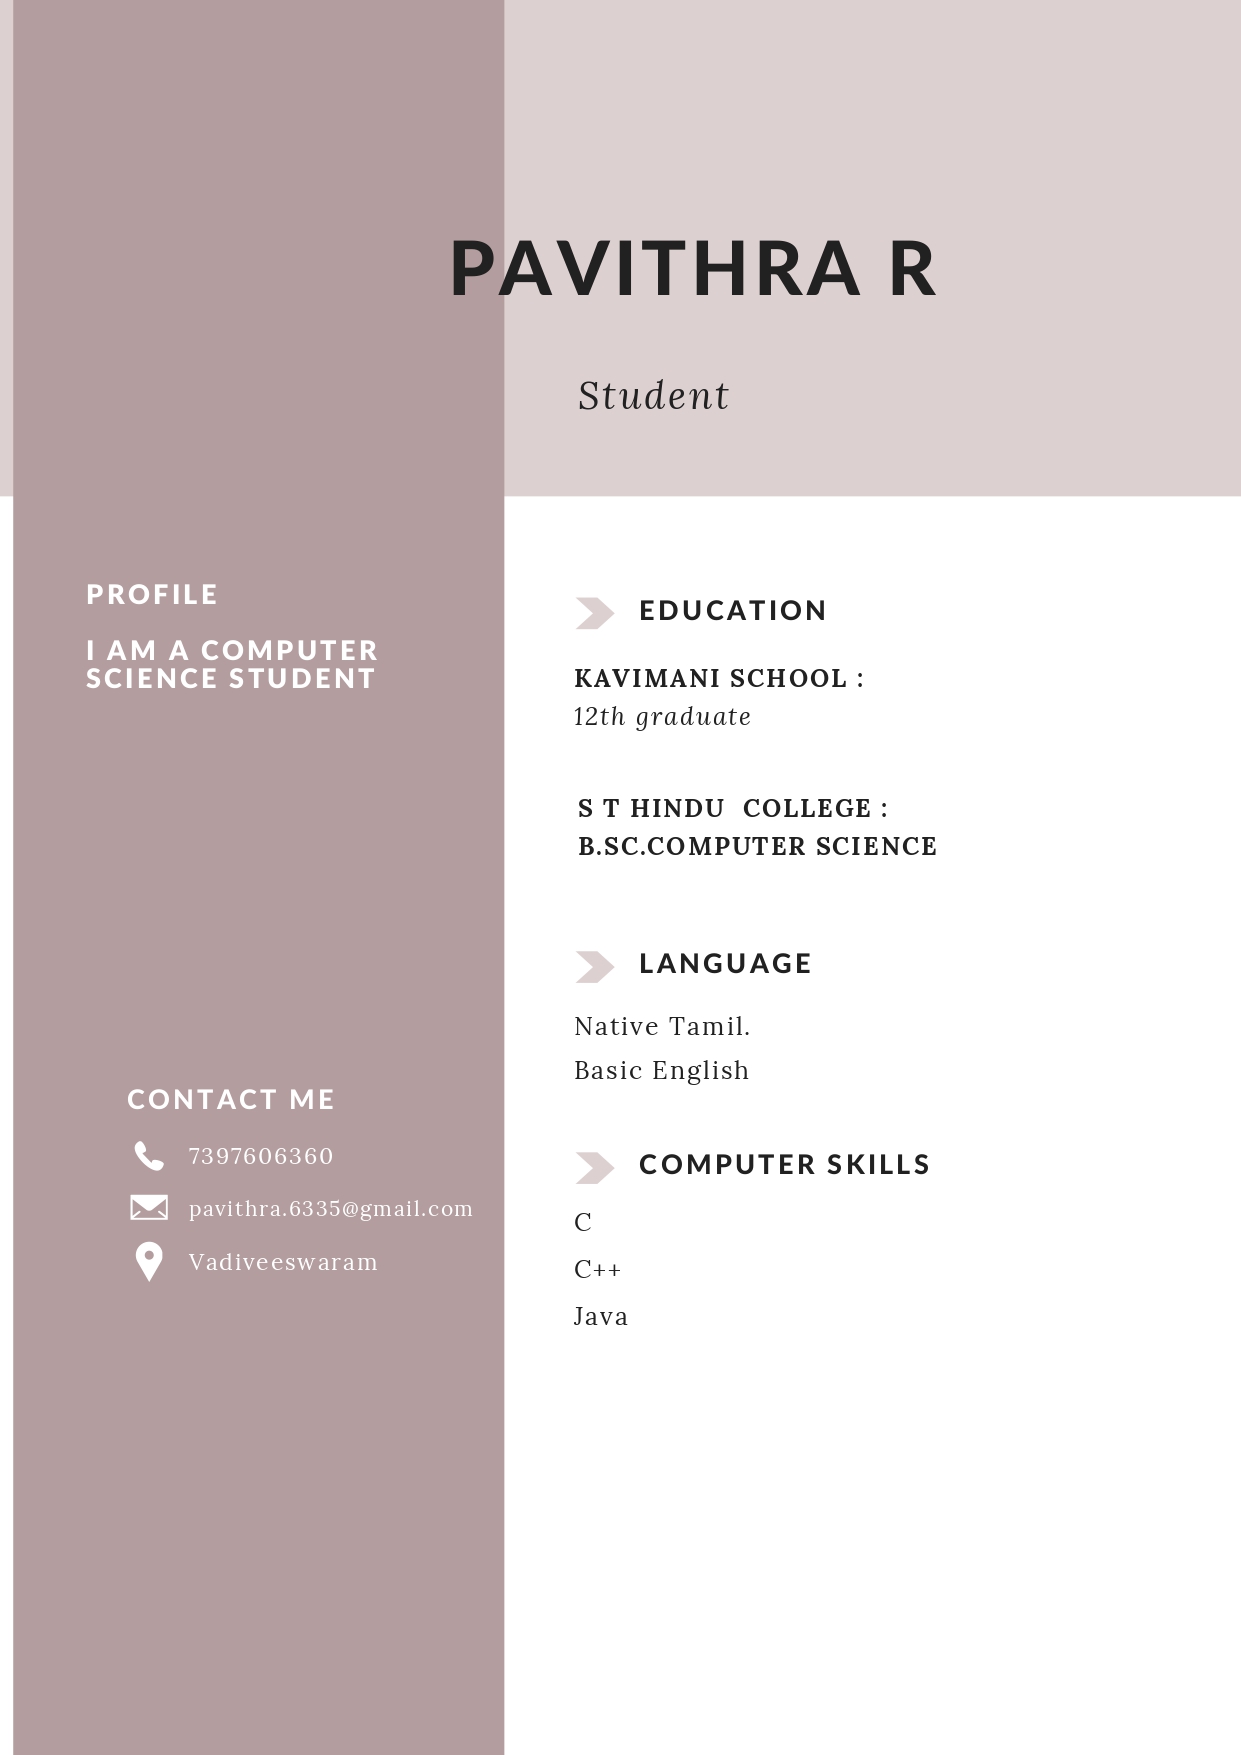 PAVITHRA R
Student
PROFILE
I AM A COMPUTER
SCIENCE STUDENT
CONTACT ME
7397606360
pavithra.6335@gmail.com
Vadiveeswaram
EDUCATION
KAVIMANI SCHOOL :
12th graduate
S T HINDU  COLLEGE :
B.SC.COMPUTER SCIENCE
LANGUAGE
Native Tamil.
Basic English
COMPUTER SKILLS
C
C++
Java